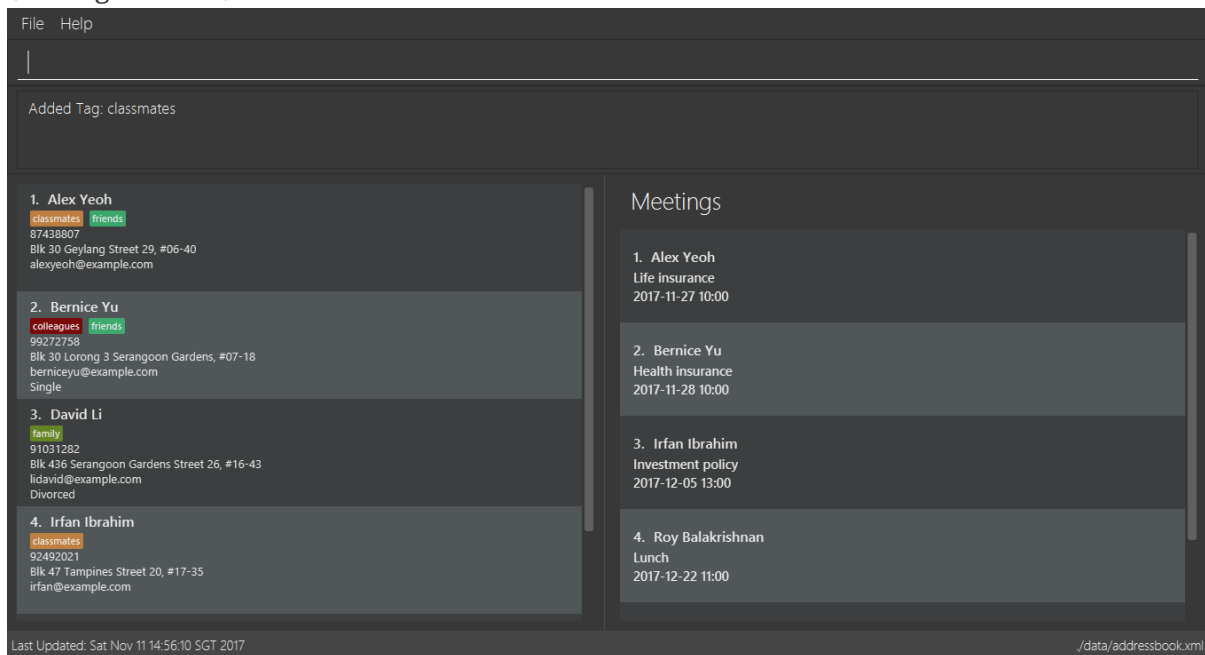 File Help
Added Tag: classmates
1. Alex Yeoh
classmates friends
87438807
Blk 30 Geylang Street 29, #06-40
alexyeoh@example.com
2. Bernice Yu
colleagues friends
99272758
Blk 30 Lorong 3 Serangoon Gardens, #07-18
berniceyu@example.com
Single
3. David Li
family
91031282
Blk 436 Serangoon Gardens Street 26, #16-43
lidavid@example.com
Divorced
4. Irfan Ibrahim
classmates
92492021
Blk 47 Tampines Street 20, #17-35
irfan@example.com
Meetings
1. Alex Yeoh
Life insurance
2017-11-27 10:00
2. Bernice Yu
Health insurance
2017-11-28 10:00
3. Irfan Ibrahim
Investment policy
2017-12-05 13:00
4. Roy Balakrishnan
Lunch
2017-12-22 11:00
Last Updated: Sat Nov 11 14:56:10 SGT 2017
./data/addressbook.xml